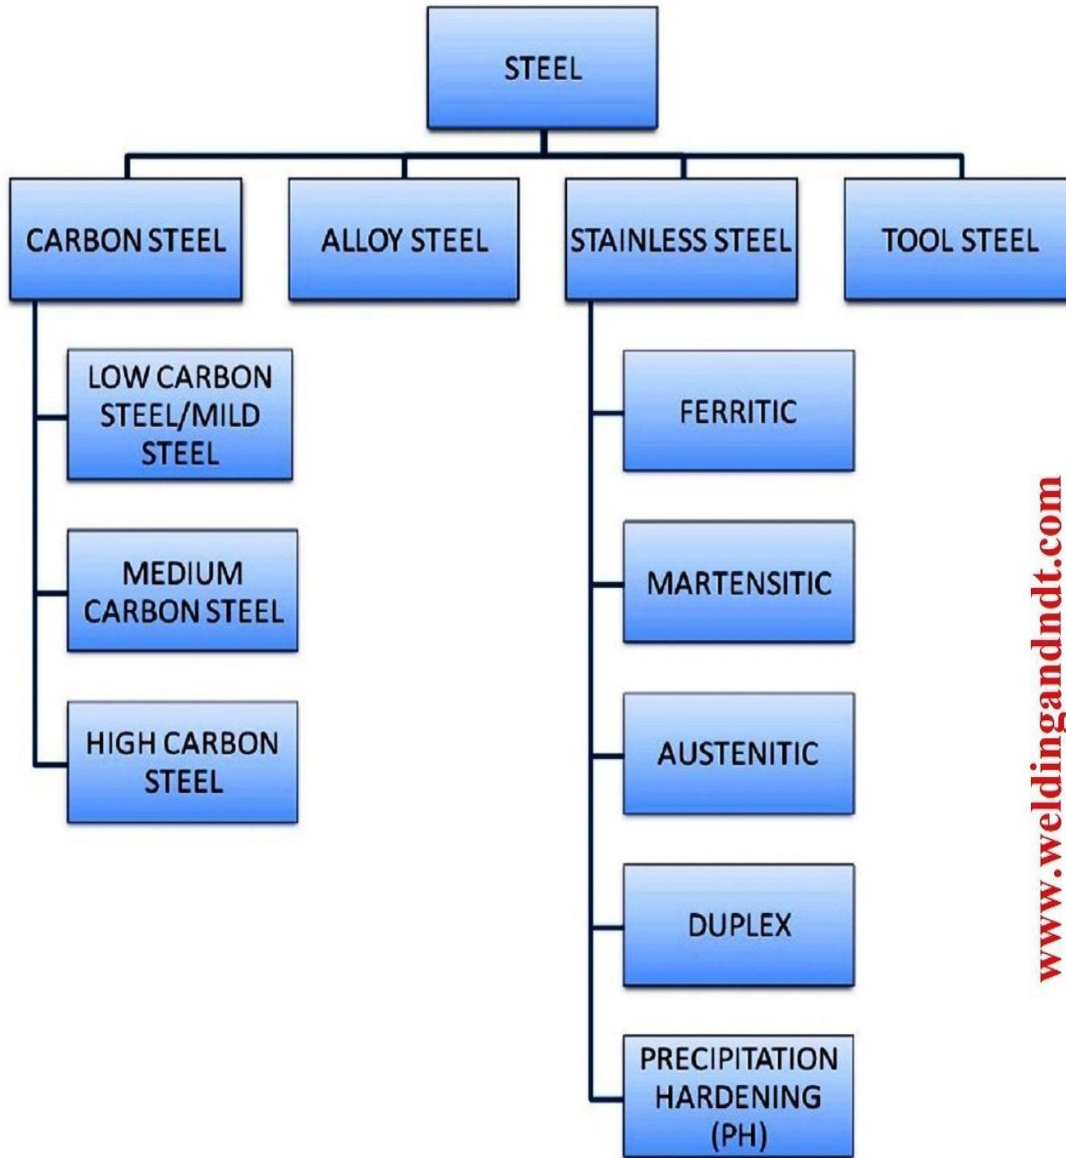 STEEL
CARBON STEEL
ALLOY STEEL
STAINLESS STEEL
TOOL STEEL
LOW CARBON
STEEL/MILD
STEEL
MEDIUM
CARBON STEEL
HIGH CARBON
STEEL
FERRITIC
MARTENSITIC
AUSTENITIC
DUPLEX
PRECIPITATION
HARDENING
(PH)
www.weldingandndt.com